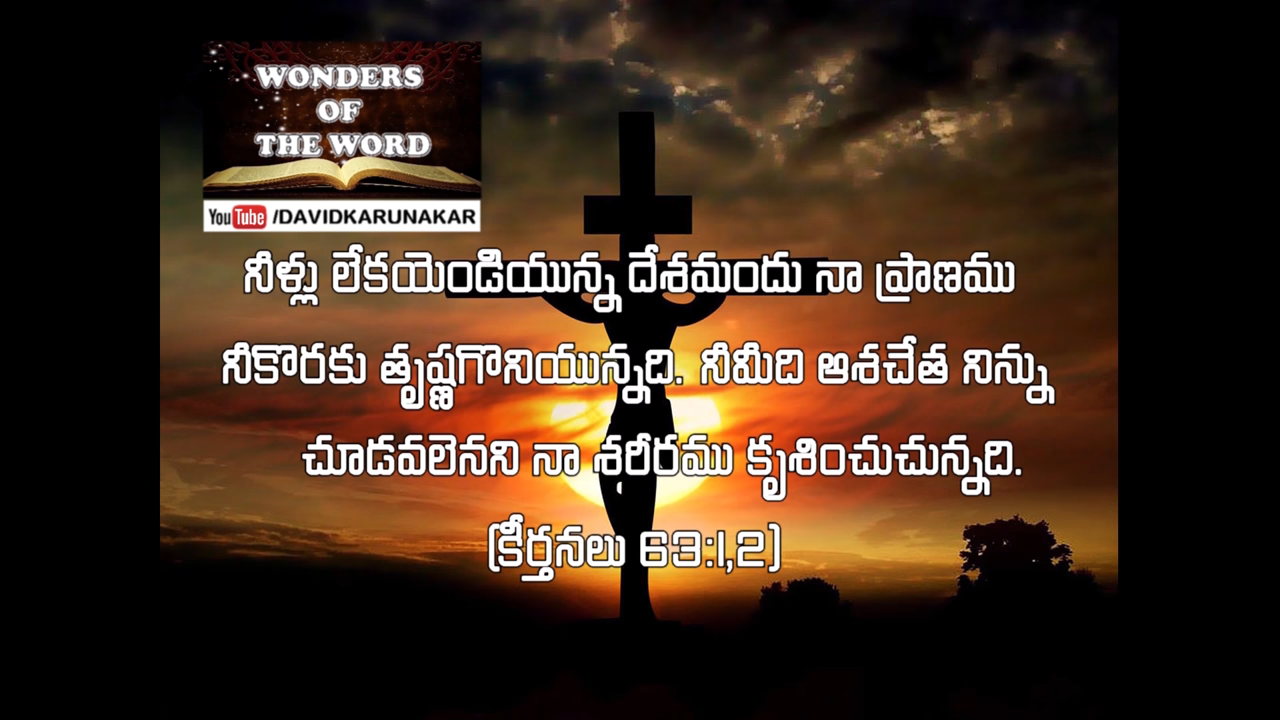 WONDERS
OF
THE WORD
YouTube /DAVIDKARUNAKAR
నీళ్లు లేకయెండియున్న దేశమందు నా ప్రాణము
నీకొరకు తృష్ణగొనియున్నది. నీమీది ఆశచేత నిన్ను
చూడవలెనని నా శరీరము కృశించుచున్నది.
(కీర్తనలు 63:1,2)